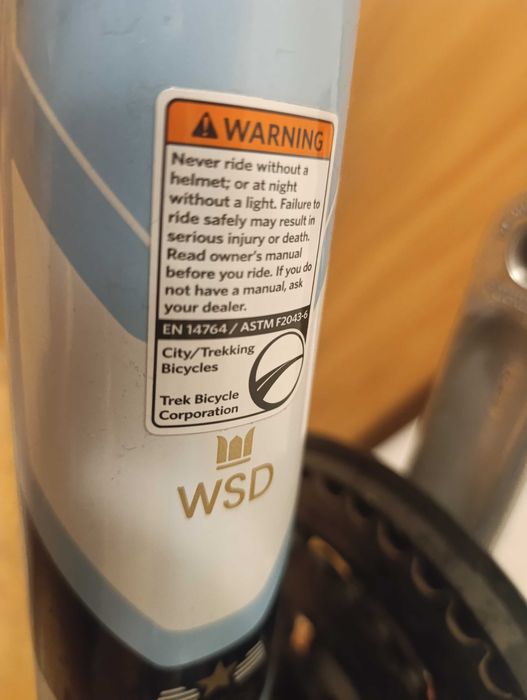 WARNING
Never ride without a
helmet; or at night
without a light. Failure to
ride safely may result in
serious injury or death.
Read owner's manual
before you ride. If you do
not have a manual, ask
your dealer.
EN 14764 / ASTM F2043-6
City/Trekking
Bicycles
Trek Bicycle
Corporation
WSD